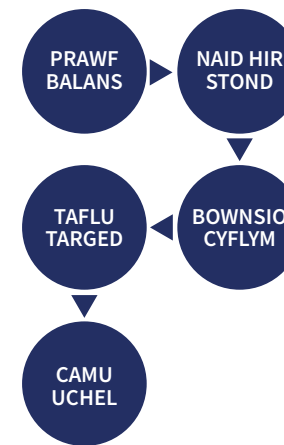 PRAWF
BALANS
NAID HIR
STOND
BOWNSIO
CYFLYM
TAFLU
TARGED
CAMU
UCHEL